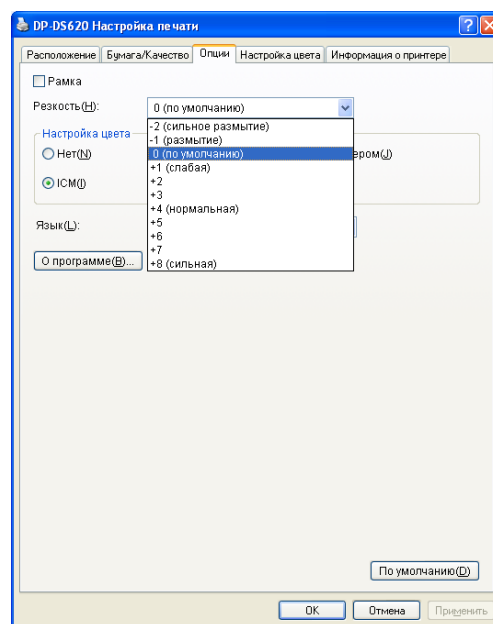 DP-DS620 Настройка печати
Расположение Бумага/Качество Опции Настройка цвета Информация о принтере
Рамка
Резкость(H): 0 (по умолчанию)
-2 (сильное размытие)
-1 (размытие)
0 (по умолчанию)
+1 (слабая)
+2
+3
+4 (нормальная)
+5
+6
+7
+8 (сильная)
Настройка цвета
Нет(N) ром(J)
ICM(I)
Язык(L):
О программе(B)...
По умолчанию(D)
OK Отмена Применить